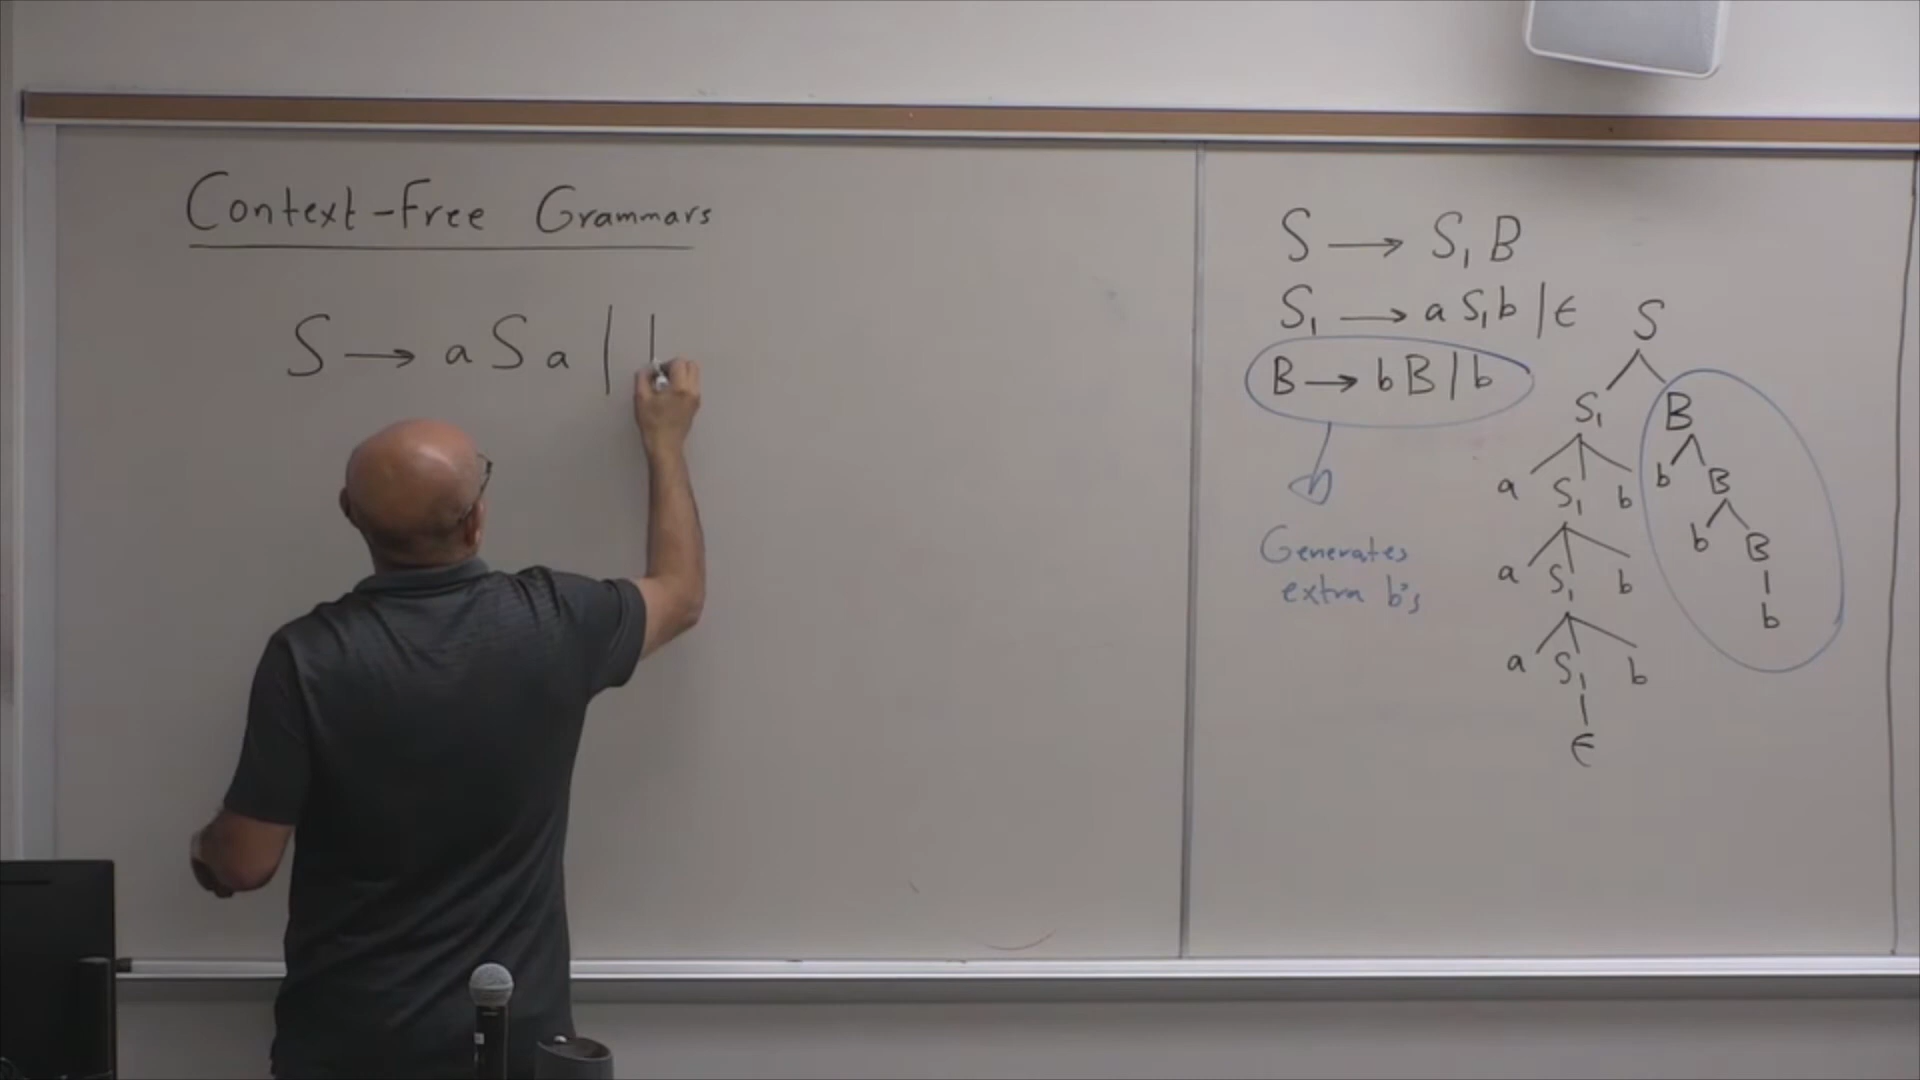 Context-Free Grammars
S → a S a |
S → S₁ B
S₁ → a S₁ b | ϵ
B → b B | b
Generates
extra b's
S
S₁ B
a S₁ b b B
a S₁ b b B
a S₁ b b
ϵ